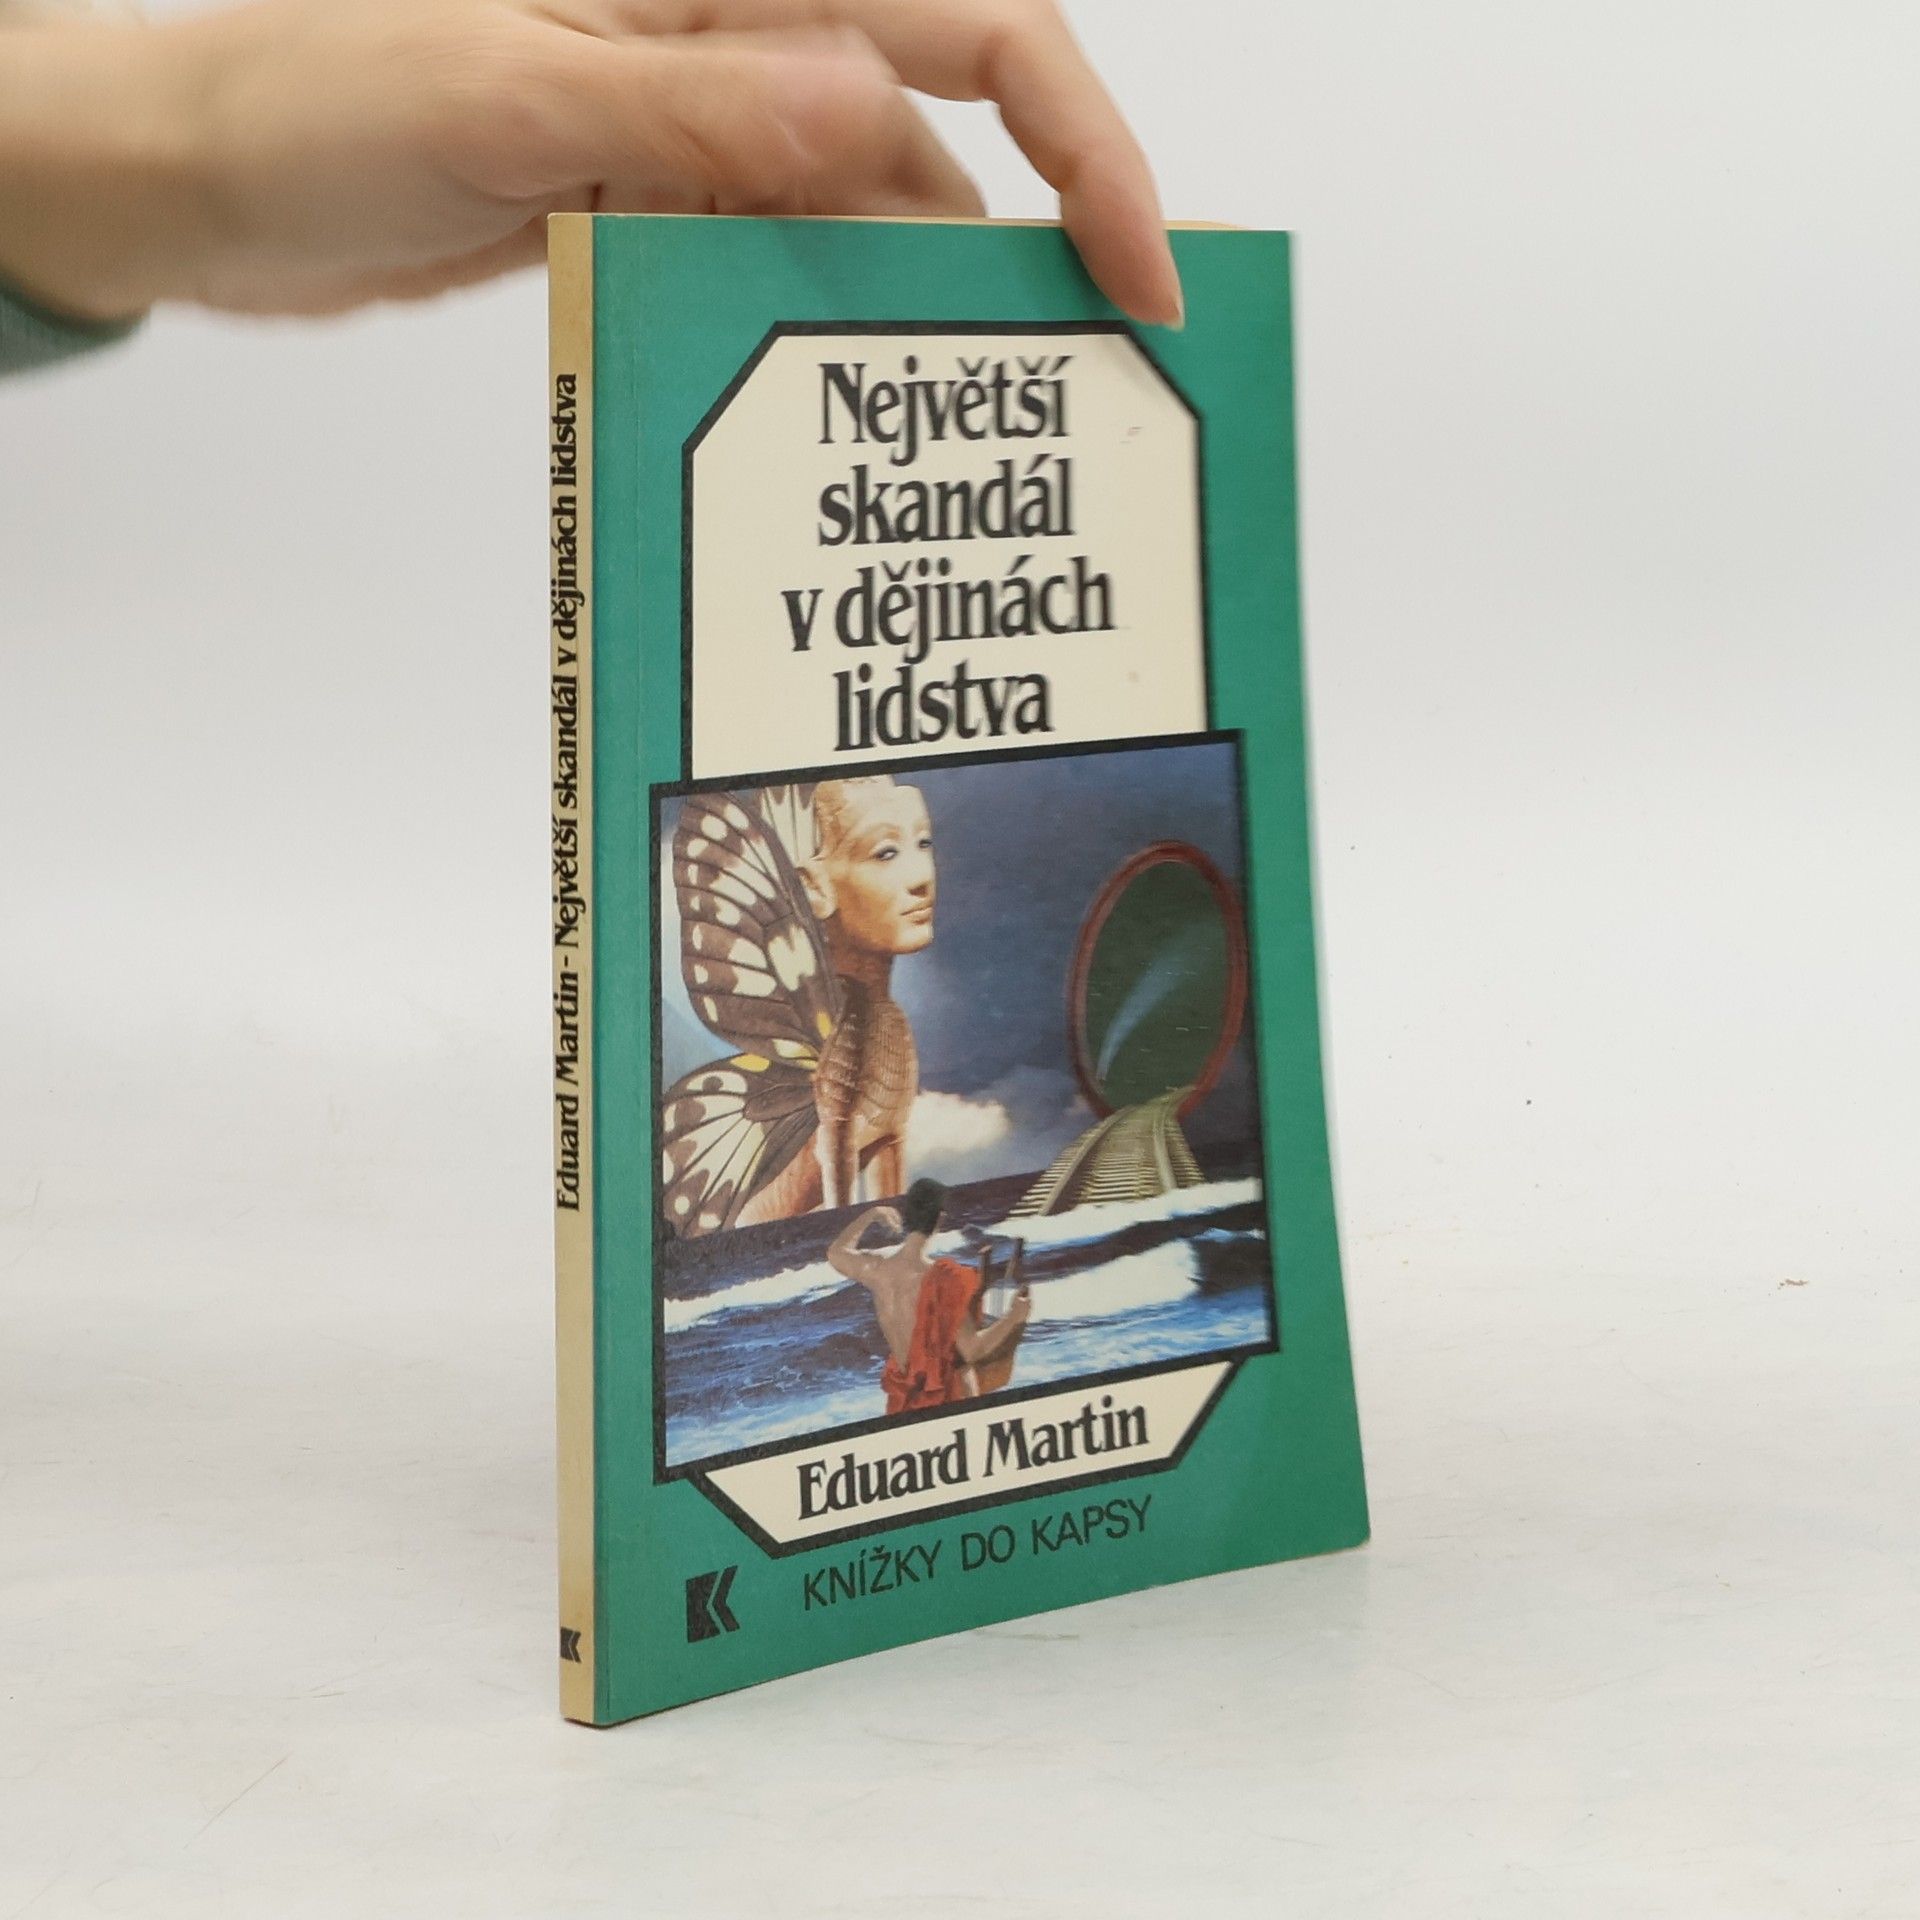 Největší
skandál
v dějinách
lidstva
Eduard Martin
KNÍŽKY DO KAPSY
Eduard Martin - Největší skandál v dějinách lidstva